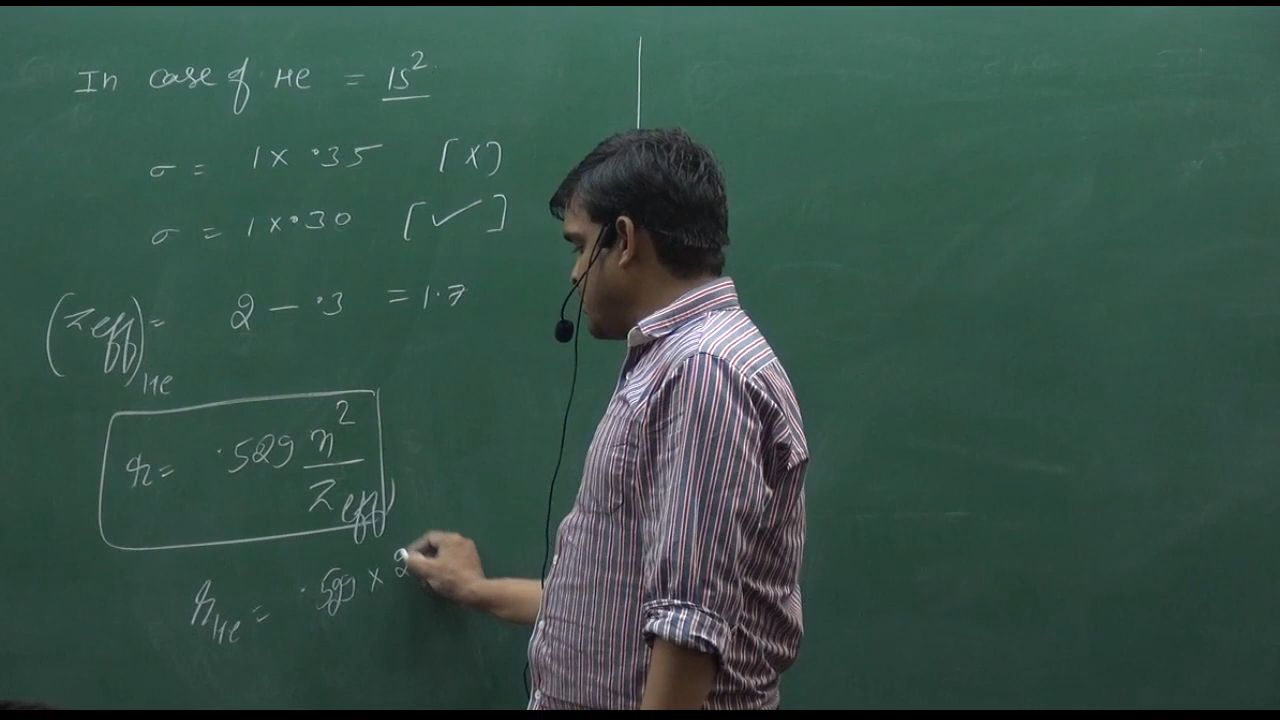 In case of He = 1s²
σ = 1 × .35 [×]
σ = 1 × .30 [✓]
(Zeff)He = 2 - .3 = 1.7
r = .529 n²/Zeff
rHe = .529 × 2